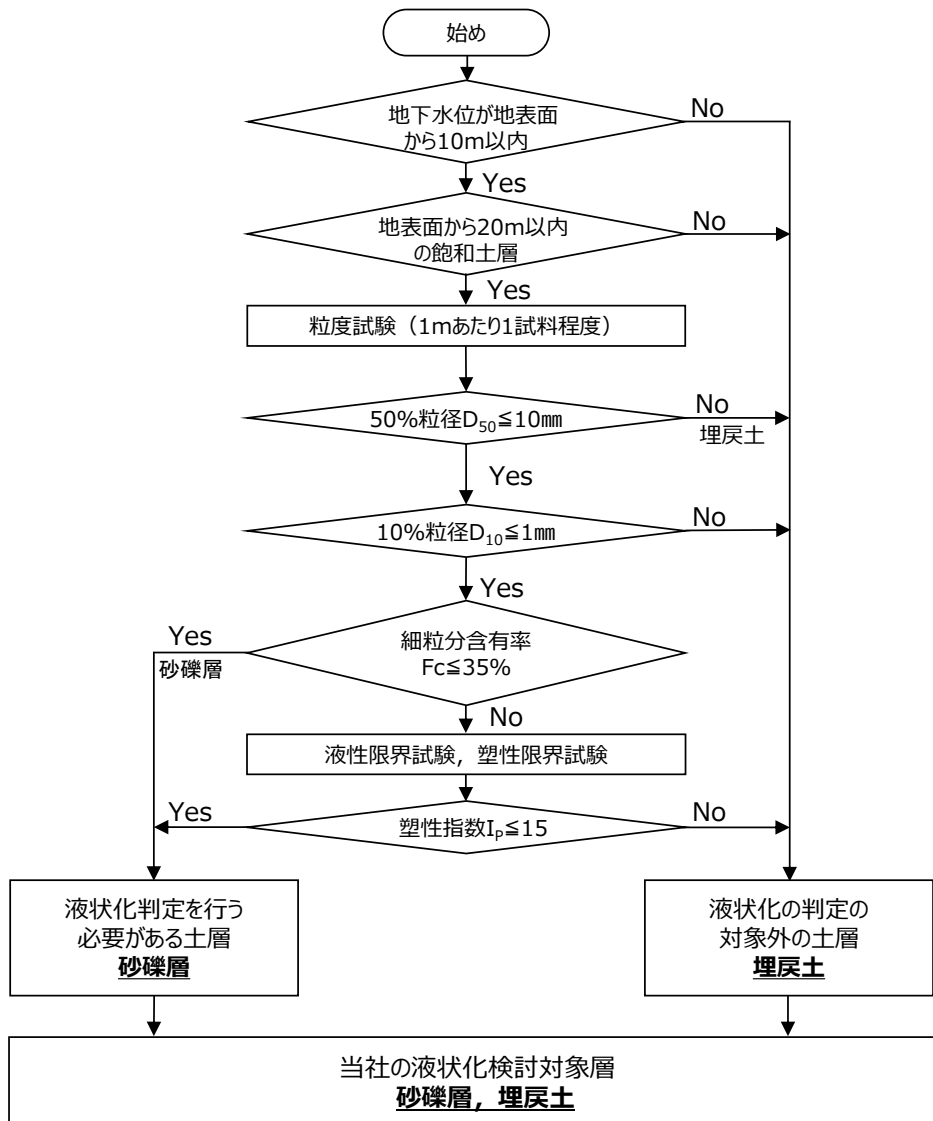 始め
地下水位が地表面
から10m以内
No
Yes
地表面から20m以内
の飽和土層
No
Yes
粒度試験（1mあたり1試料程度）
50%粒径D50≦10㎜
No
埋戻土
Yes
10%粒径D10≦1㎜
No
Yes
細粒分含有率
Fc≦35%
Yes
砂礫層
No
液性限界試験，塑性限界試験
塑性指数IP≦15
Yes
No
液状化判定を行う
必要がある土層
砂礫層
液状化の判定の
対象外の土層
埋戻土
当社の液状化検討対象層
砂礫層，埋戻土